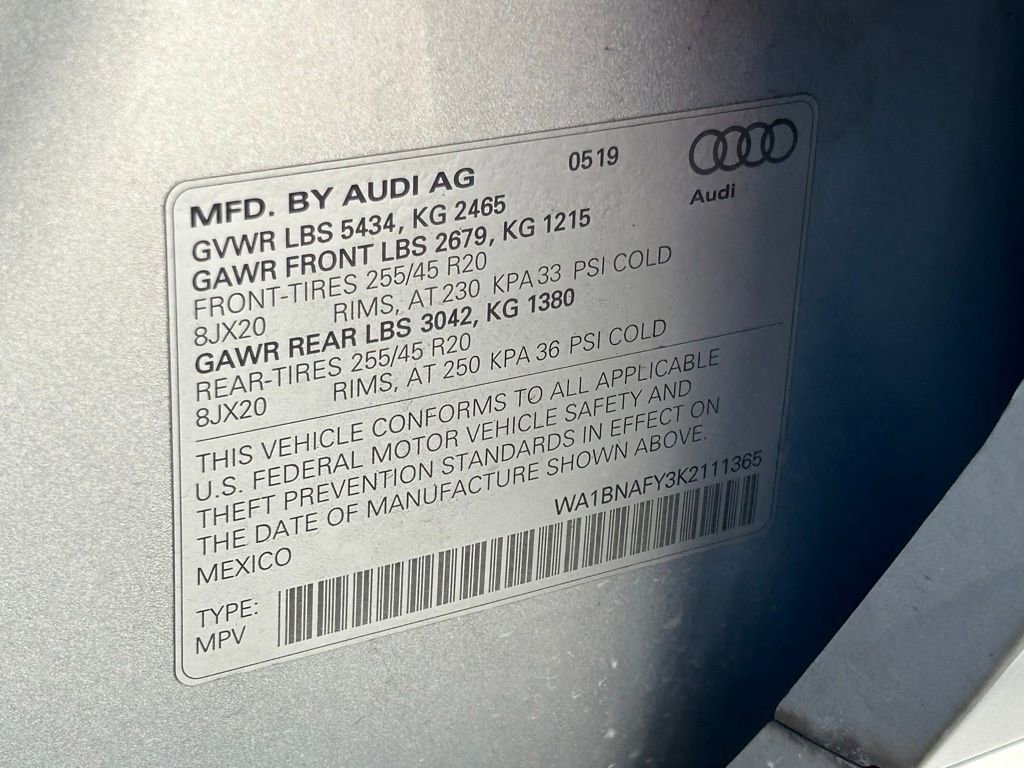 MFD. BY AUDI AG 0519
Audi
GVWR LBS 5434, KG 2465
GAWR FRONT LBS 2679, KG 1215
FRONT-TIRES 255/45 R20
8JX20 RIMS, AT 230 KPA 33 PSI COLD
GAWR REAR LBS 3042, KG 1380
REAR-TIRES 255/45 R20
8JX20 RIMS, AT 250 KPA 36 PSI COLD
THIS VEHICLE CONFORMS TO ALL APPLICABLE
U.S. FEDERAL MOTOR VEHICLE SAFETY AND
THEFT PREVENTION STANDARDS IN EFFECT ON
THE DATE OF MANUFACTURE SHOWN ABOVE.
MEXICO WA1BNAFY3K2111365
TYPE:
MPV